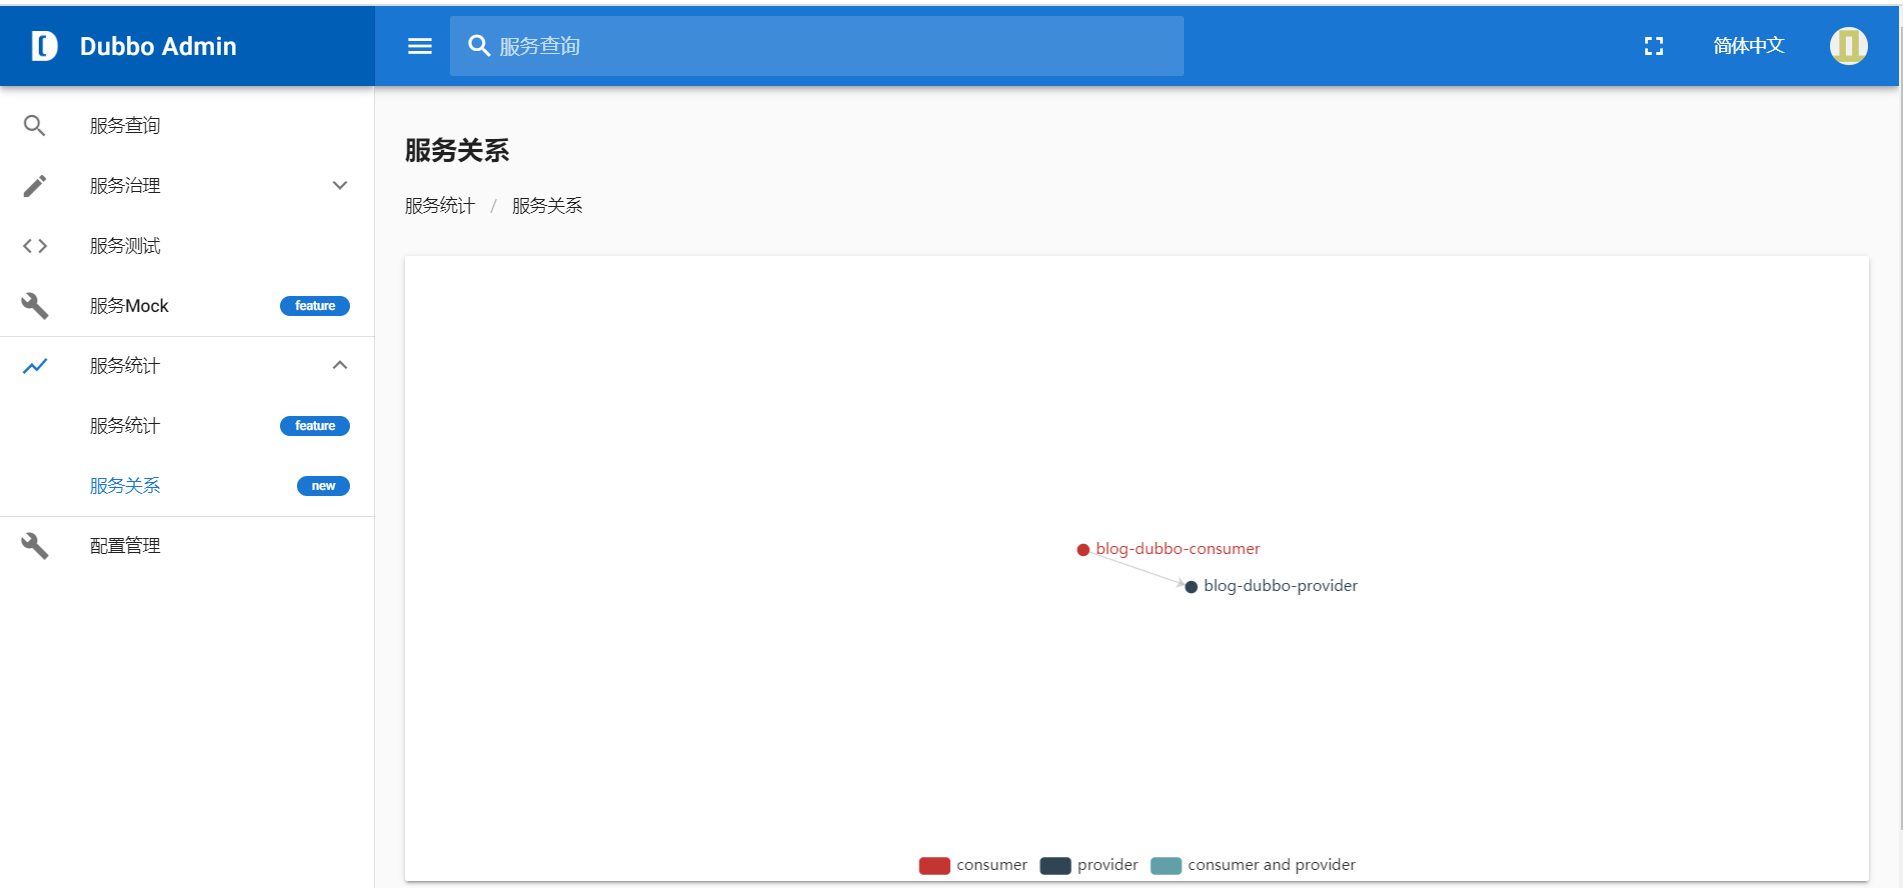 Dubbo Admin
服务查询
简体中文
服务查询
服务治理
服务测试
服务Mock feature
服务统计
服务统计 feature
服务关系 new
配置管理
服务关系
服务统计 / 服务关系
blog-dubbo-consumer
blog-dubbo-provider
consumer provider consumer and provider